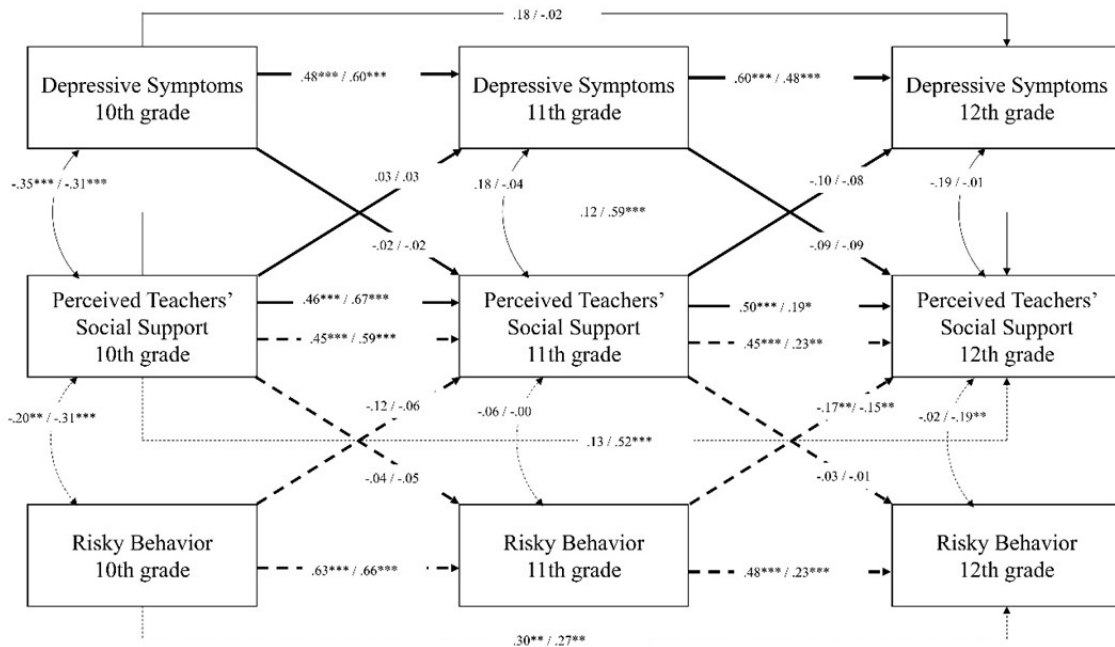 .18 / -.02
Depressive Symptoms
10th grade
.48*** / .60***
Depressive Symptoms
11th grade
.60*** / .48***
Depressive Symptoms
12th grade
-.35*** / -.31***
.03 / .03
.18 / -.04
-.10 / -.08
-.19 / -.01
.12 / .59***
-.02 / -.02
-.09 / -.09
Perceived Teachers'
Social Support
10th grade
.46*** / .67***
.45*** / .59***
Perceived Teachers'
Social Support
11th grade
.50*** / .19*
.45*** / .23**
Perceived Teachers'
Social Support
12th grade
-.20** / -.31***
-.12 / -.06
-.06 / -.00
-.17** / -.15**
-.02 / -.19**
.13 / .52***
-.04 / -.05
-.03 / -.01
Risky Behavior
10th grade
.63*** / .66***
Risky Behavior
11th grade
.48*** / .23***
Risky Behavior
12th grade
.30** / .27**